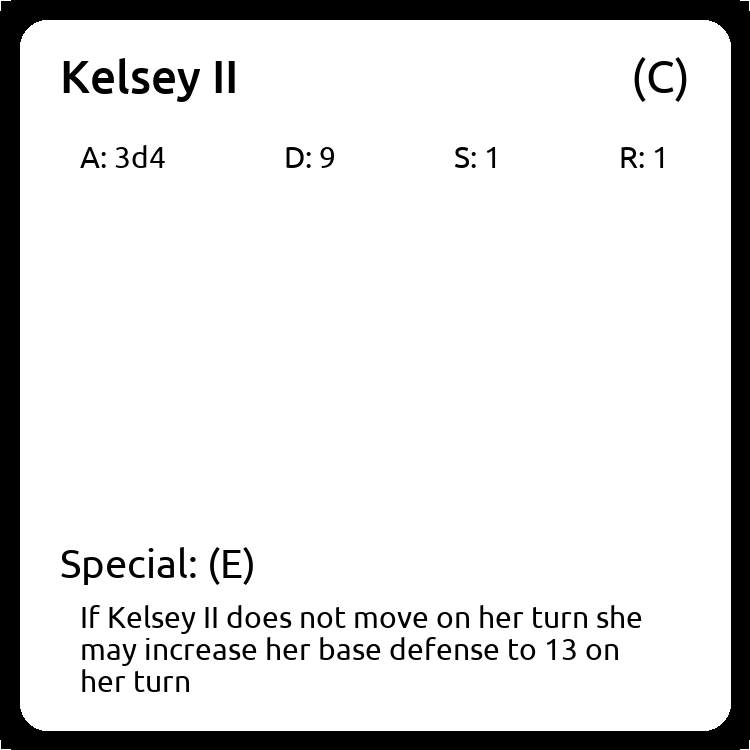 Kelsey II (C)
A: 3d4 D: 9 S: 1 R: 1
Special: (E)
If Kelsey II does not move on her turn she
may increase her base defense to 13 on
her turn